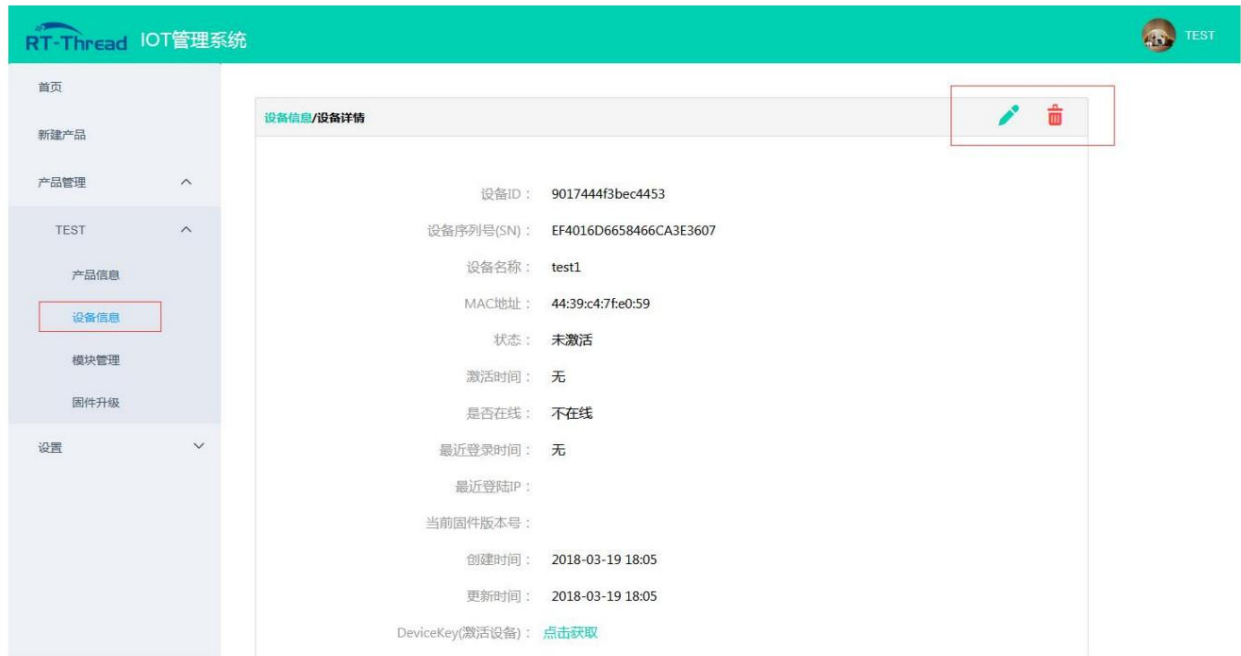 RT-Thread IOT管理系统
TEST
首页
新建产品
产品管理
TEST
产品信息
设备信息
模块管理
固件升级
设置
设备信息/设备详情
设备ID： 9017444f3bec4453
设备序列号(SN)： EF4016D6658466CA3E3607
设备名称： test1
MAC地址： 44:39:c4:7f:e0:59
状态： 未激活
激活时间： 无
是否在线： 不在线
最近登录时间： 无
最近登陆IP：
当前固件版本号：
创建时间： 2018-03-19 18:05
更新时间： 2018-03-19 18:05
DeviceKey(激活设备)： 点击获取